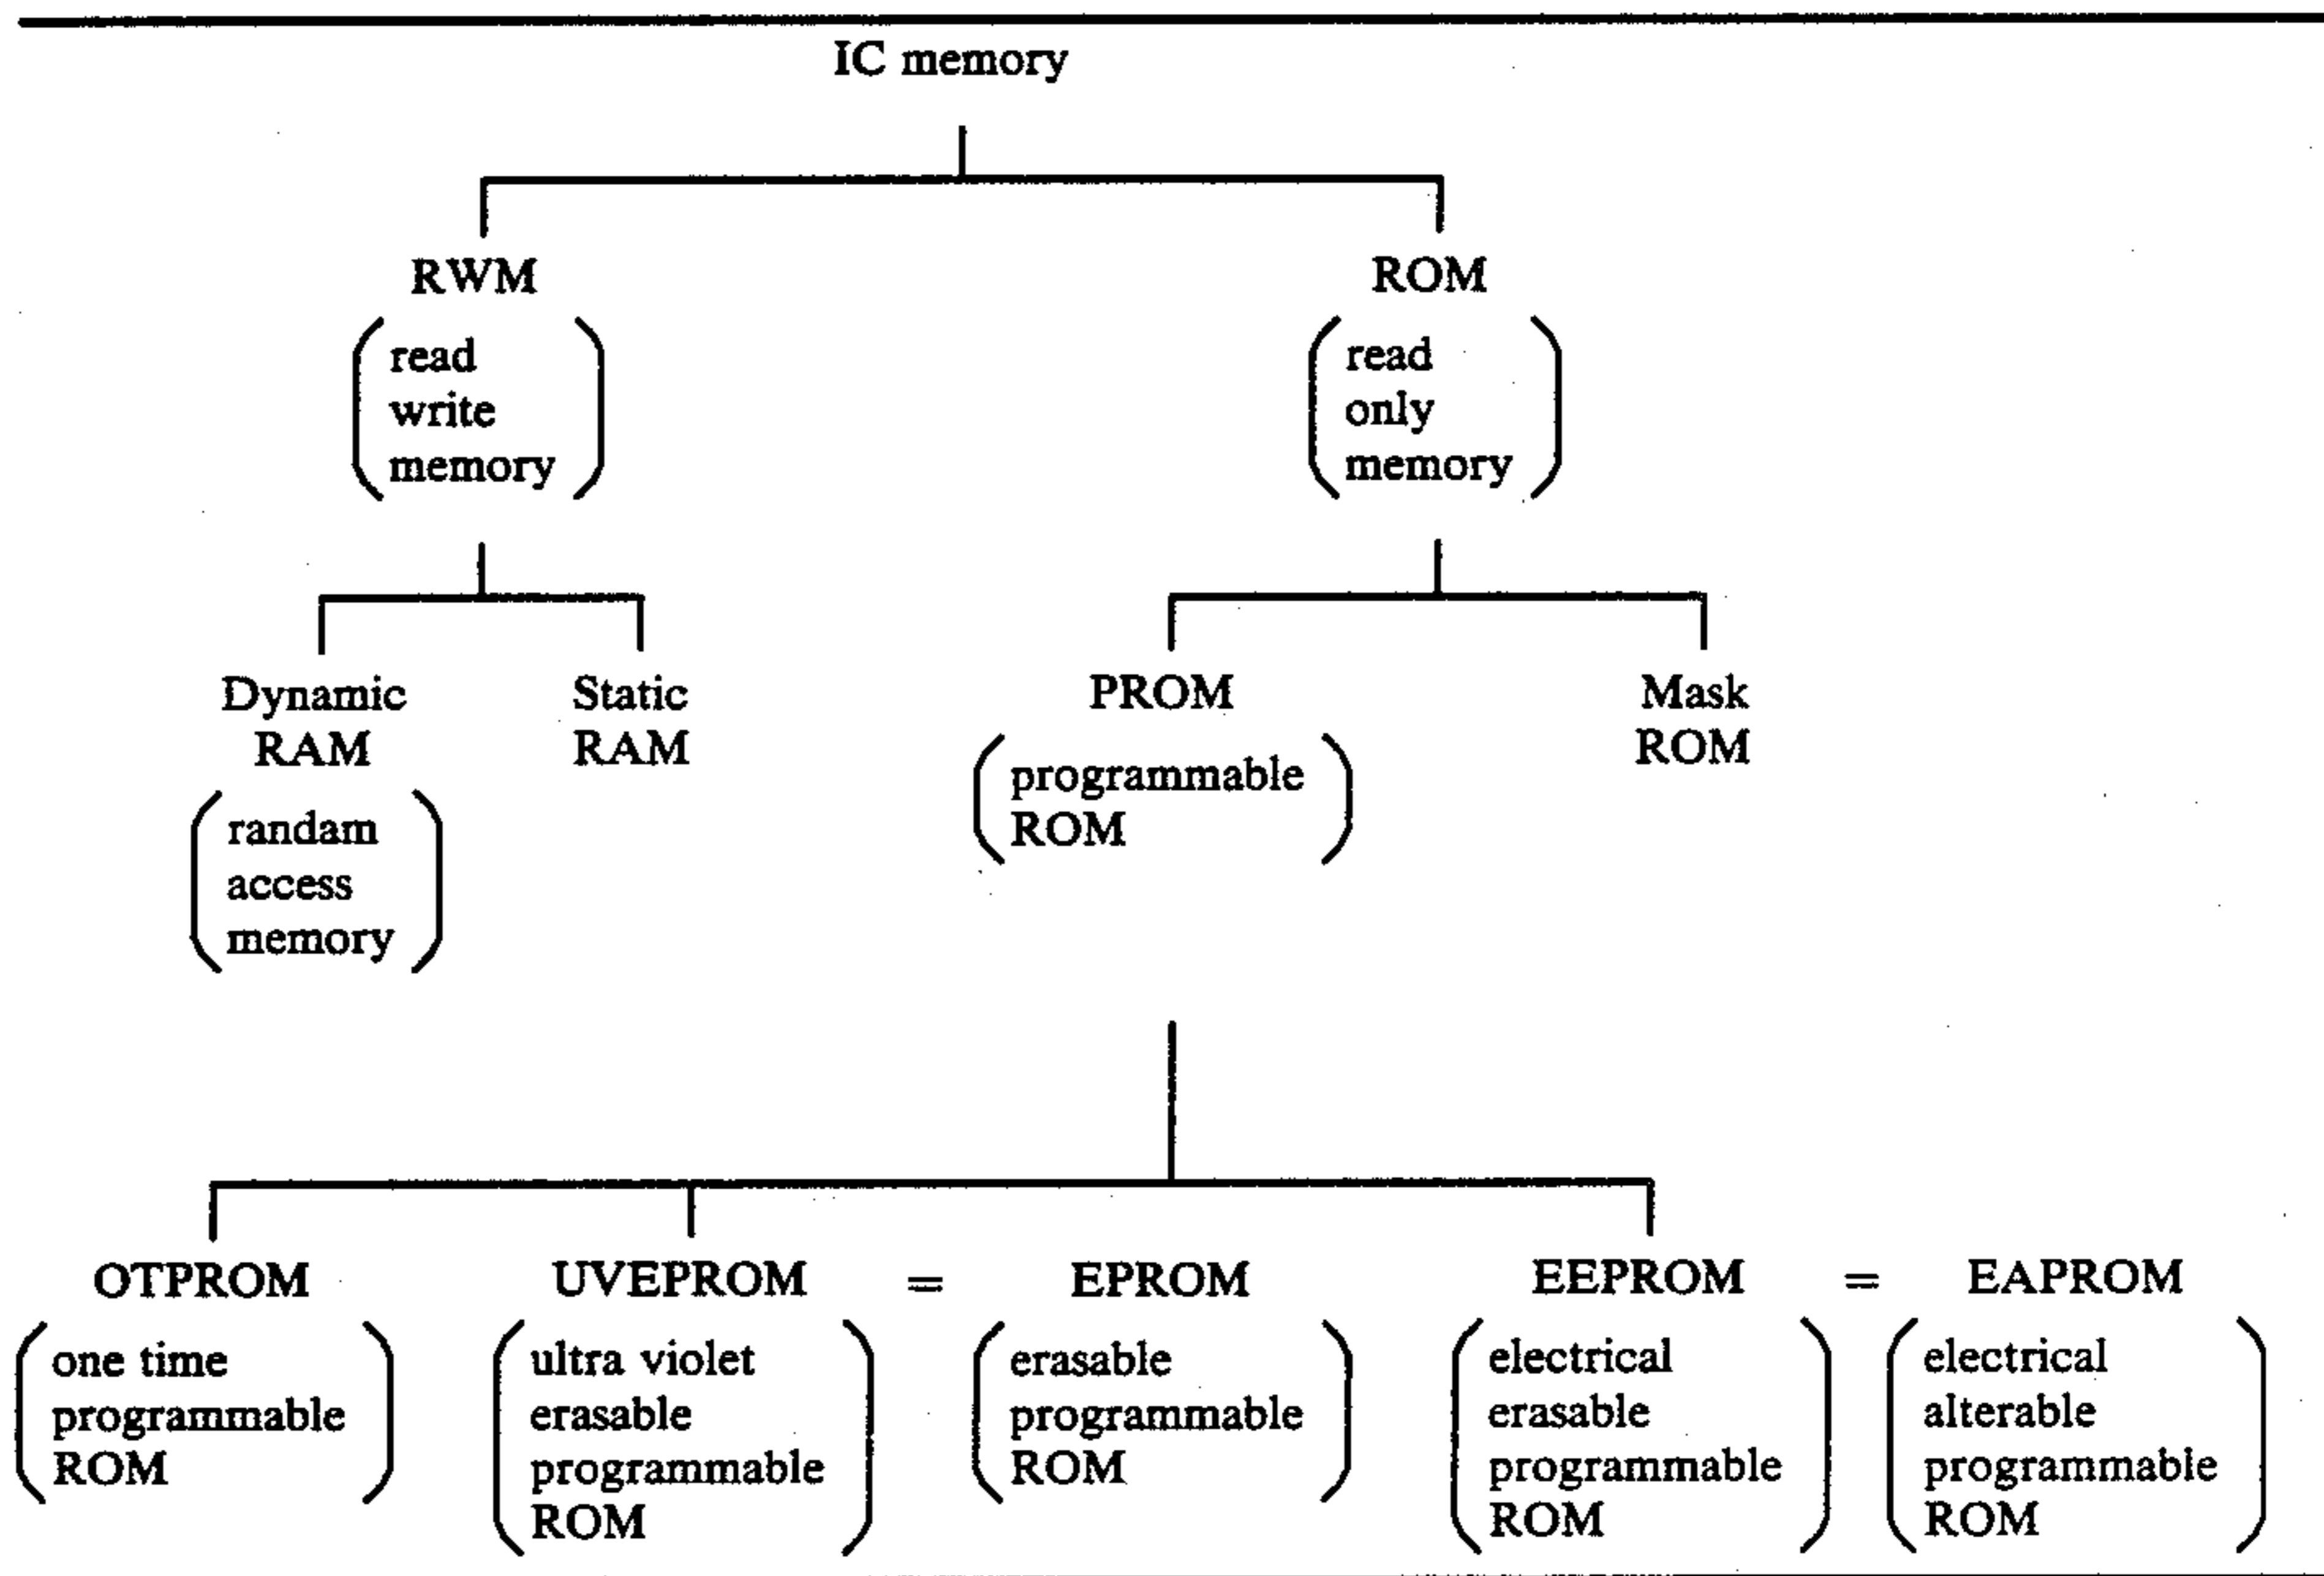 IC memory
RWM
read
write
memory
ROM
read
only
memory
Dynamic
RAM
randam
access
memory
Static
RAM
PROM
programmable
ROM
Mask
ROM
OTPROM
one time
programmable
ROM
UVEPROM
ultra violet
erasable
programmable
ROM
=
EPROM
erasable
programmable
ROM
EEPROM
electrical
erasable
programmable
ROM
=
EAPROM
electrical
alterable
programmable
ROM